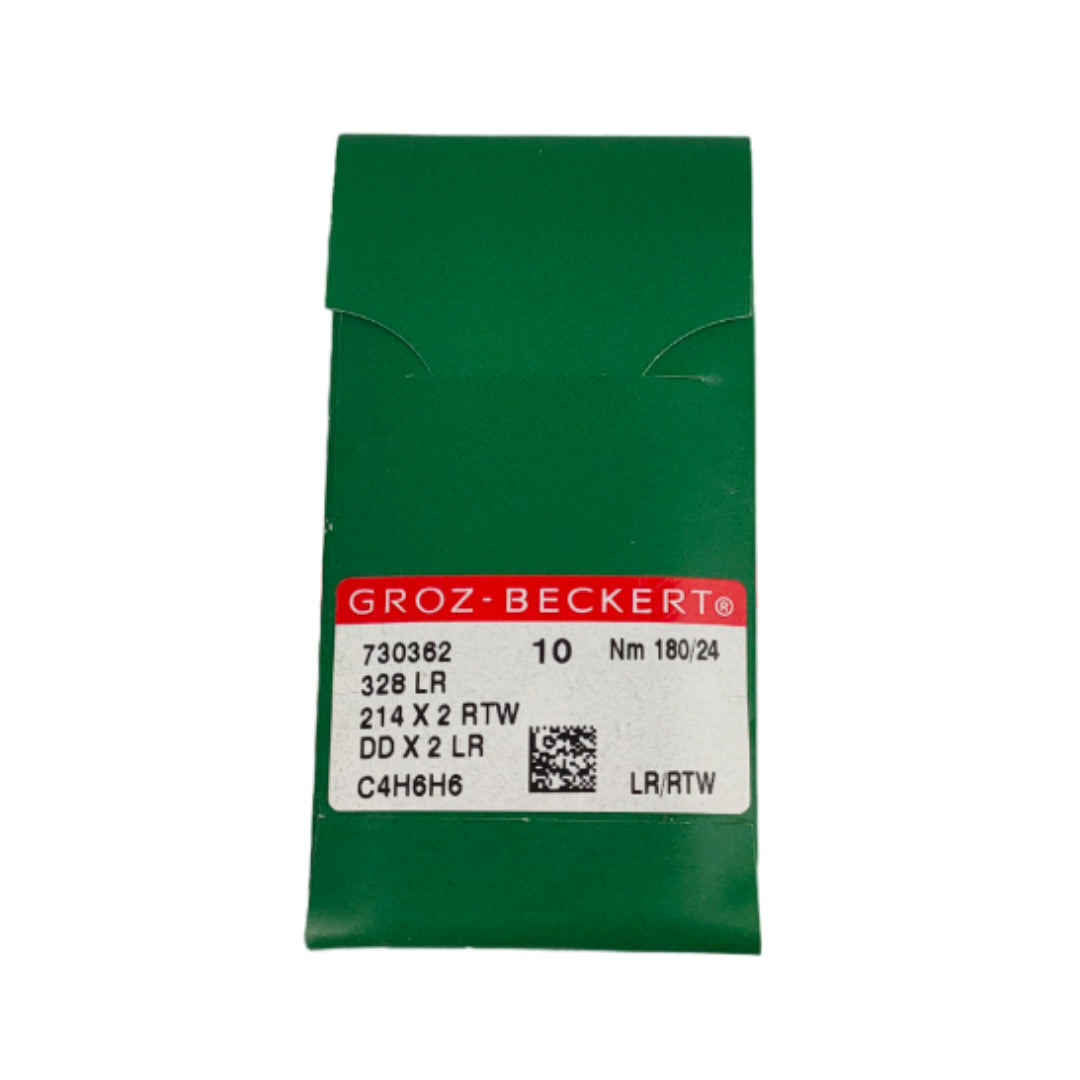 GROZ-BECKERT®
730362 10 Nm 180/24
328 LR
214 X 2 RTW
DD X 2 LR
C4H6H6 LR/RTW